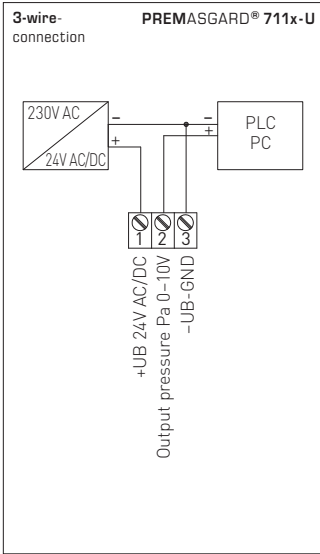 3-wire-
connection
PREMASGARD® 711x-U
230V AC
24V AC/DC
–
+
–
+
PLC
PC
1 2 3
+UB 24V AC/DC
Output pressure Pa 0–10V
–UB-GND